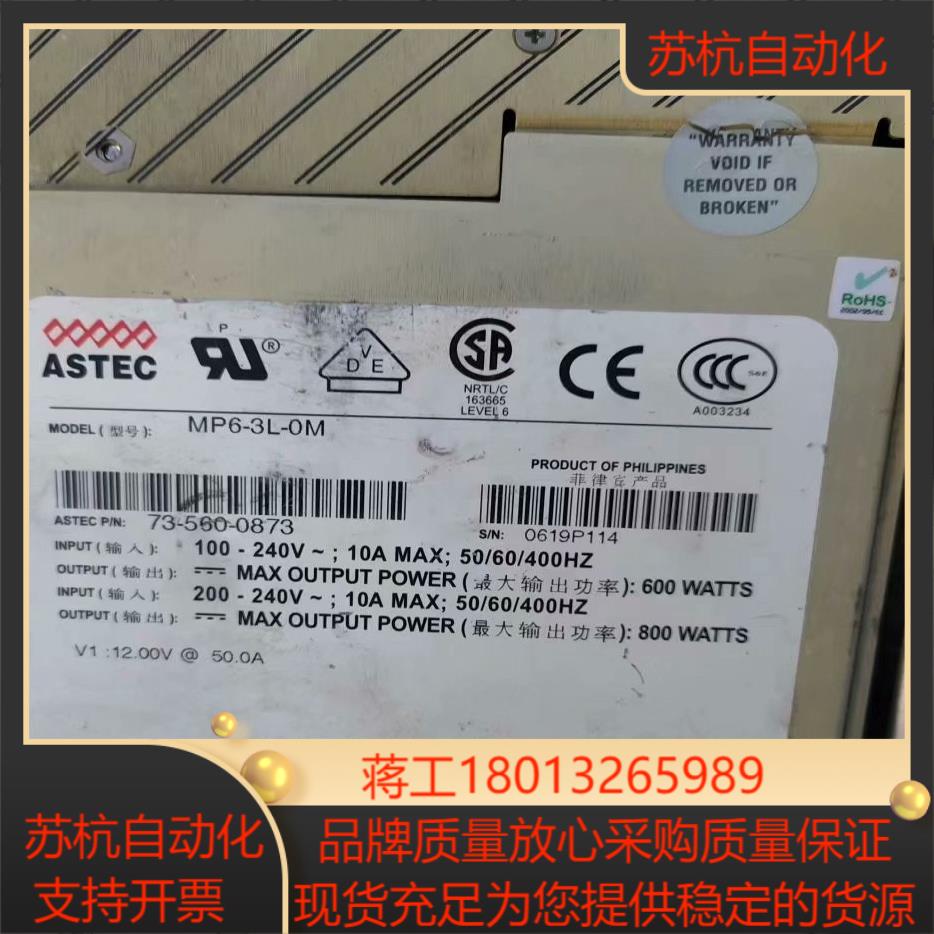 苏杭自动化
"WARRANTY
VOID IF
REMOVED OR
BROKEN"
RoHS
2002/95/EC
ASTEC
P
RU®
V
D E
SA
NRTL/C
163665
LEVEL 6
CE
CCC
S&E
A003234
MODEL (型号): MP6-3L-0M
PRODUCT OF PHILIPPINES
菲律宾产品
ASTEC P/N: 73-560-0873
S/N: 0619P114
INPUT (输入): 100 - 240V ~ ; 10A MAX; 50/60/400HZ
OUTPUT (输出): MAX OUTPUT POWER (最大输出功率): 600 WATTS
INPUT (输入): 200 - 240V ~ ; 10A MAX; 50/60/400HZ
OUTPUT (输出): MAX OUTPUT POWER (最大输出功率): 800 WATTS
V1 :12.00V @ 50.0A
蒋工18013265989
苏杭自动化
支持开票
品牌质量放心采购质量保证
现货充足为您提供稳定的货源